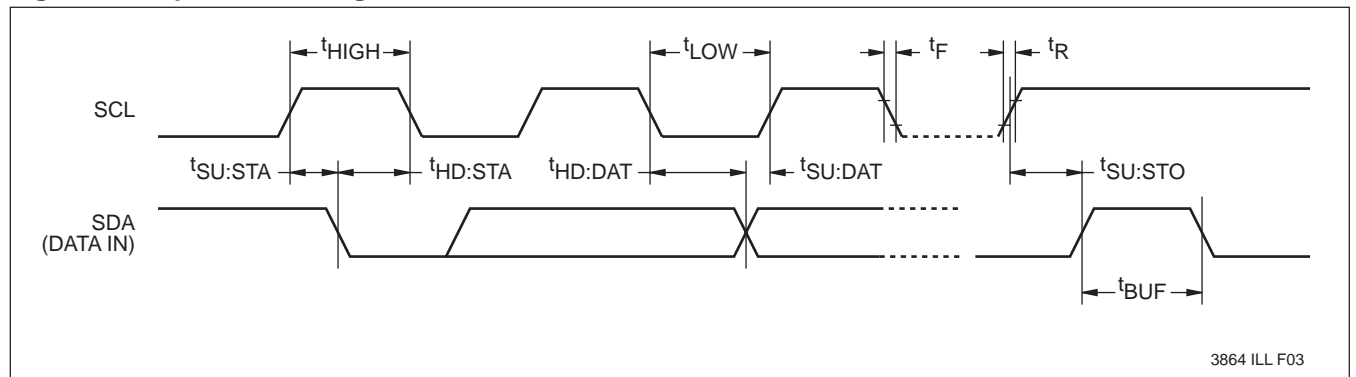 tHIGH
tLOW
tF
tR
SCL
tSU:STA
tHD:STA
tHD:DAT
tSU:DAT
tSU:STO
SDA
(DATA IN)
tBUF
3864 ILL F03